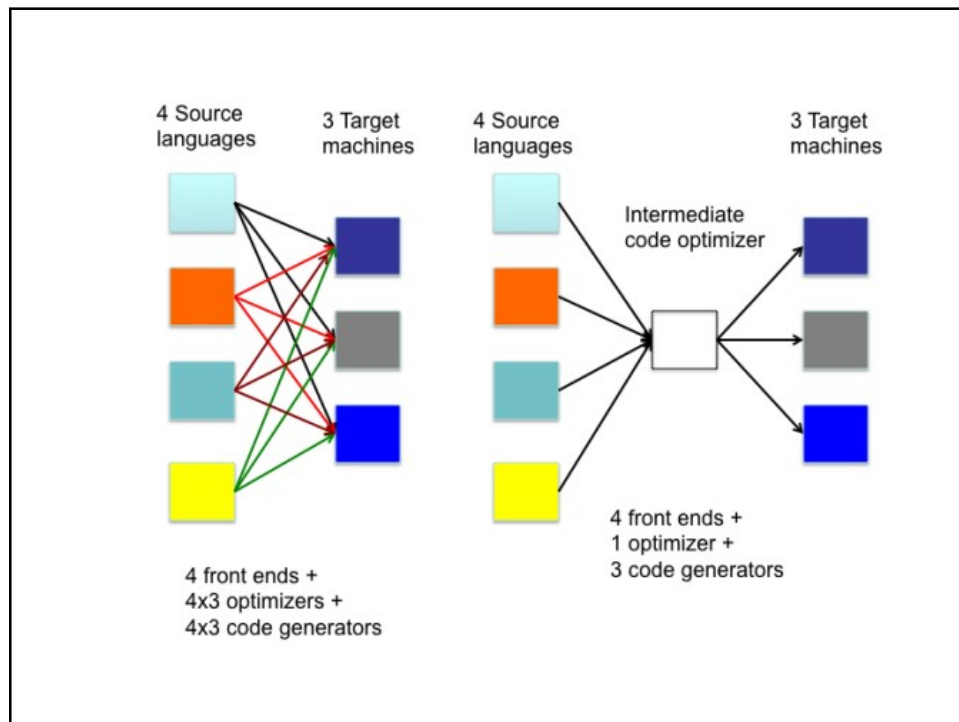 4 Source
languages
3 Target
machines
4 front ends +
4x3 optimizers +
4x3 code generators
4 Source
languages
Intermediate
code optimizer
3 Target
machines
4 front ends +
1 optimizer +
3 code generators